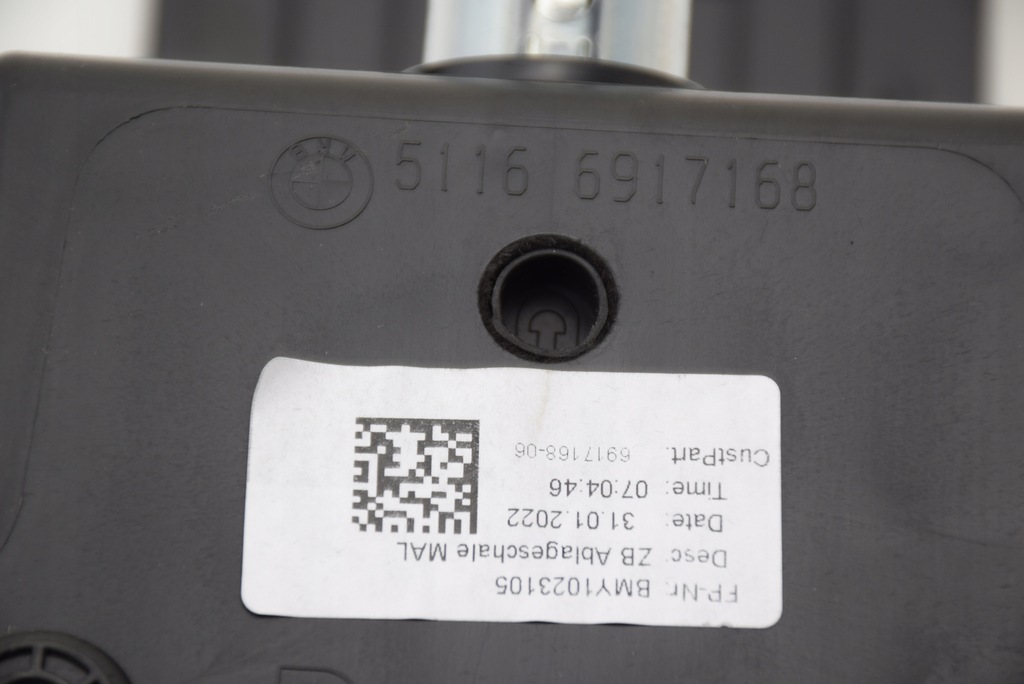 BMW 5116 6917168
FP-Nr. BMY1023105
Desc: ZB Ablageschale MAL
Date: 31.01.2022
Time: 07:04:46
CustPart. 6917168-06